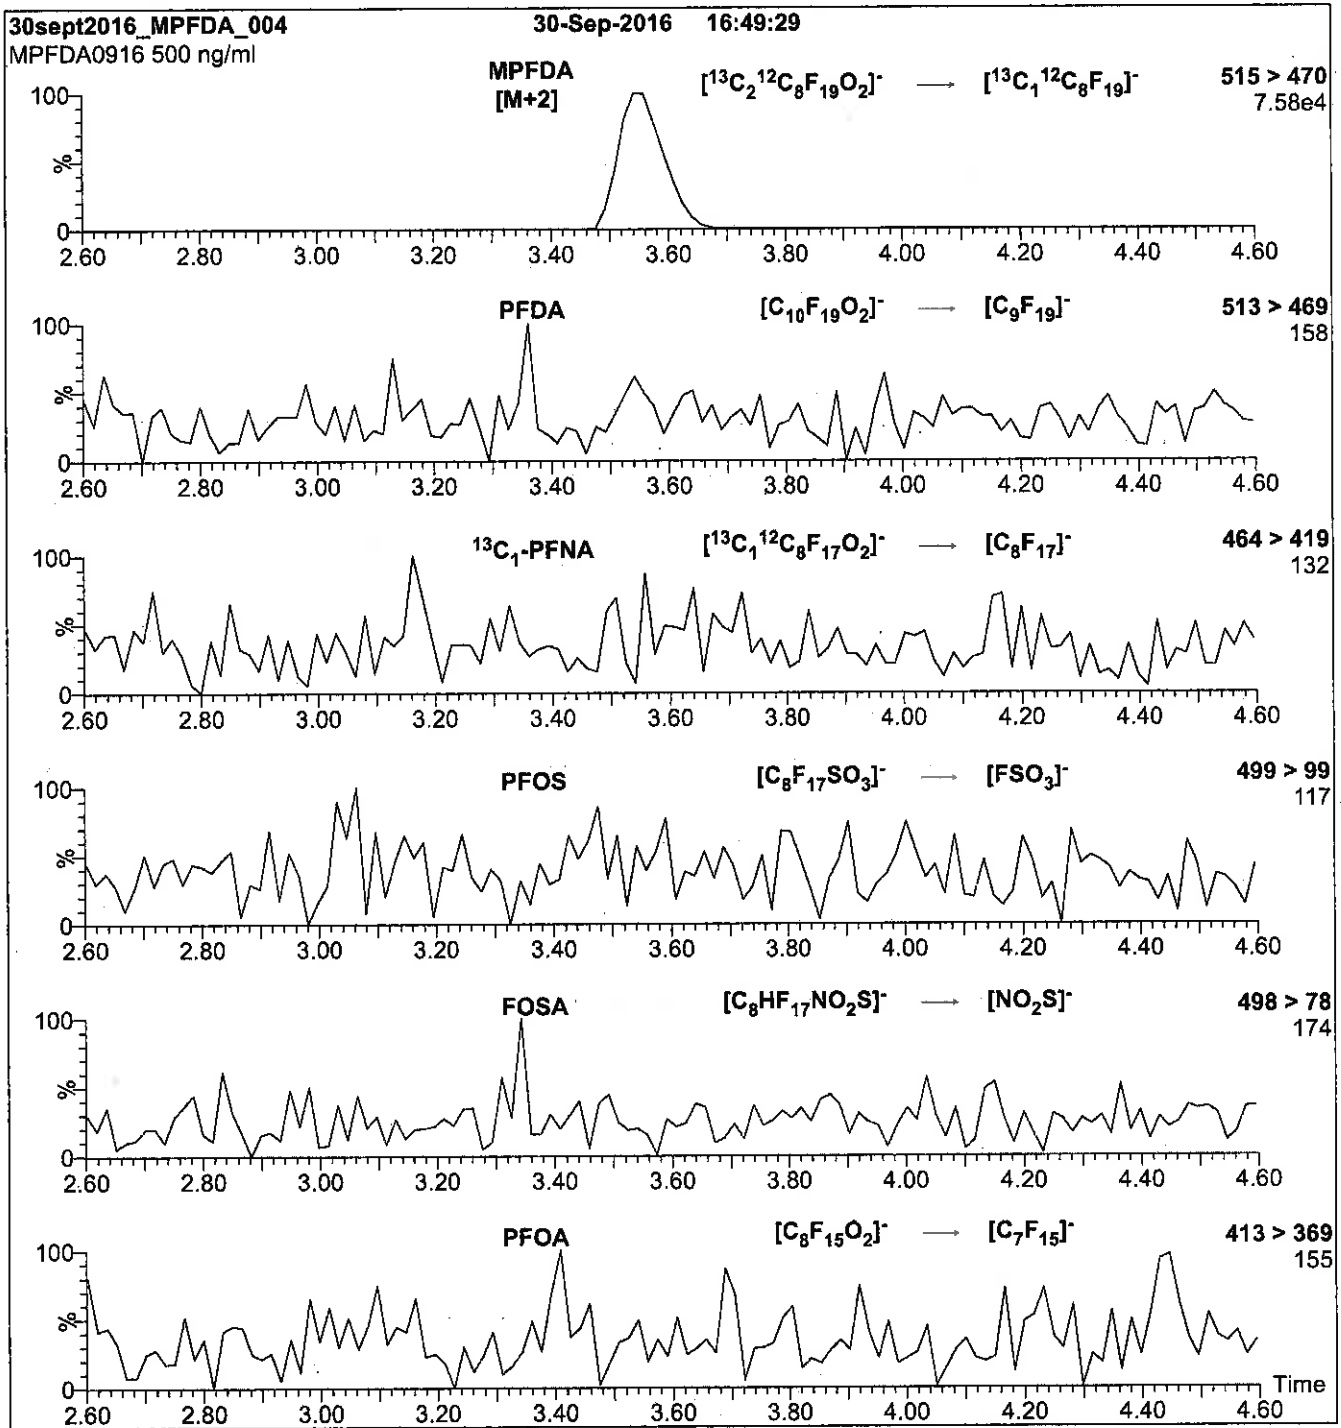 30sept2016_MPFDA_004 30-Sep-2016 16:49:29
MPFDA0916 500 ng/ml
MPFDA [¹³C₂¹²C₈F₁₉O₂]⁻ → [¹³C₁¹²C₈F₁₉]⁻ 515 > 470
[M+2] 7.58e4
100
%
0
2.60 2.80 3.00 3.20 3.40 3.60 3.80 4.00 4.20 4.40 4.60
PFDA [C₁₀F₁₉O₂]⁻ → [C₉F₁₉]⁻ 513 > 469
158
100
%
0
2.60 2.80 3.00 3.20 3.40 3.60 3.80 4.00 4.20 4.40 4.60
¹³C₁-PFNA [¹³C₁¹²C₈F₁₇O₂]⁻ → [C₈F₁₇]⁻ 464 > 419
132
100
%
0
2.60 2.80 3.00 3.20 3.40 3.60 3.80 4.00 4.20 4.40 4.60
PFOS [C₈F₁₇SO₃]⁻ → [FSO₃]⁻ 499 > 99
117
100
%
0
2.60 2.80 3.00 3.20 3.40 3.60 3.80 4.00 4.20 4.40 4.60
FOSA [C₈HF₁₇NO₂S]⁻ → [NO₂S]⁻ 498 > 78
174
100
%
0
2.60 2.80 3.00 3.20 3.40 3.60 3.80 4.00 4.20 4.40 4.60
PFOA [C₈F₁₅O₂]⁻ → [C₇F₁₅]⁻ 413 > 369
155
100
%
0
Time
2.60 2.80 3.00 3.20 3.40 3.60 3.80 4.00 4.20 4.40 4.60